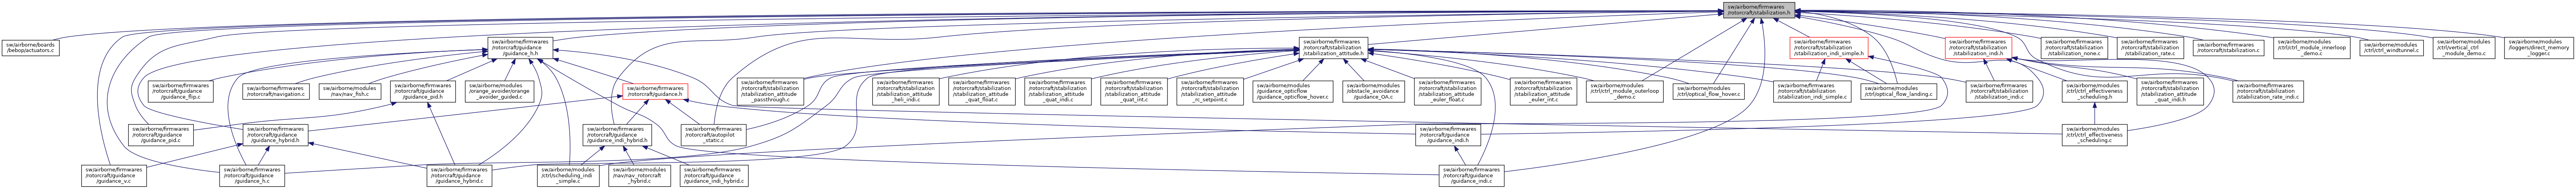 sw/airborne/firmwares
/rotorcraft/stabilization.h
sw/airborne/boards
/bebop/actuators.c
sw/airborne/firmwares
/rotorcraft/guidance
/guidance_h.h
sw/airborne/firmwares
/rotorcraft/stabilization
/stabilization_attitude.h
sw/airborne/firmwares
/rotorcraft/stabilization
/stabilization_indi_simple.h
sw/airborne/firmwares
/rotorcraft/stabilization
/stabilization_indi.h
sw/airborne/firmwares
/rotorcraft/stabilization
/stabilization_none.c
sw/airborne/firmwares
/rotorcraft/stabilization
/stabilization_rate.c
sw/airborne/firmwares
/rotorcraft/stabilization.c
sw/airborne/modules
/ctrl/ctrl_module_innerloop
_demo.c
sw/airborne/modules
/ctrl/ctrl_windtunnel.c
sw/airborne/modules
/ctrl/vertical_ctrl
_module_demo.c
sw/airborne/modules
/loggers/direct_memory
_logger.c
sw/airborne/firmwares
/rotorcraft/guidance
/guidance_flip.c
sw/airborne/firmwares
/rotorcraft/navigation.c
sw/airborne/modules
/nav/nav_fish.c
sw/airborne/firmwares
/rotorcraft/guidance
/guidance_pid.h
sw/airborne/modules
/orange_avoider/orange
_avoider_guided.c
sw/airborne/firmwares
/rotorcraft/guidance.h
sw/airborne/firmwares
/rotorcraft/stabilization
/stabilization_attitude
_passthrough.c
sw/airborne/firmwares
/rotorcraft/stabilization
/stabilization_attitude
_heli_indi.c
sw/airborne/firmwares
/rotorcraft/stabilization
/stabilization_attitude
_quat_float.c
sw/airborne/firmwares
/rotorcraft/stabilization
/stabilization_attitude
_quat_indi.c
sw/airborne/firmwares
/rotorcraft/stabilization
/stabilization_attitude
_quat_int.c
sw/airborne/firmwares
/rotorcraft/stabilization
/stabilization_attitude
_rc_setpoint.c
sw/airborne/modules
/guidance_opticflow
/guidance_opticflow_hover.c
sw/airborne/modules
/obstacle_avoidance
/guidance_OA.c
sw/airborne/firmwares
/rotorcraft/stabilization
/stabilization_attitude
_euler_float.c
sw/airborne/firmwares
/rotorcraft/stabilization
/stabilization_attitude
_euler_int.c
sw/airborne/modules
/ctrl/ctrl_module_outerloop
_demo.c
sw/airborne/modules
/ctrl/optical_flow_hover.c
sw/airborne/firmwares
/rotorcraft/stabilization
/stabilization_indi_simple.c
sw/airborne/modules
/ctrl/optical_flow_landing.c
sw/airborne/firmwares
/rotorcraft/stabilization
/stabilization_indi.c
sw/airborne/modules
/ctrl/ctrl_effectiveness
_scheduling.h
sw/airborne/firmwares
/rotorcraft/stabilization
/stabilization_attitude
_quat_indi.h
sw/airborne/firmwares
/rotorcraft/stabilization
/stabilization_rate_indi.c
sw/airborne/firmwares
/rotorcraft/guidance
/guidance_pid.c
sw/airborne/firmwares
/rotorcraft/guidance
/guidance_hybrid.h
sw/airborne/firmwares
/rotorcraft/guidance
/guidance_indi_hybrid.h
sw/airborne/firmwares
/rotorcraft/autopilot
_static.c
sw/airborne/firmwares
/rotorcraft/guidance
/guidance_indi.h
sw/airborne/modules
/ctrl/ctrl_effectiveness
_scheduling.c
sw/airborne/firmwares
/rotorcraft/guidance
/guidance_v.c
sw/airborne/firmwares
/rotorcraft/guidance
/guidance_h.c
sw/airborne/firmwares
/rotorcraft/guidance
/guidance_hybrid.c
sw/airborne/modules
/ctrl/scheduling_indi
_simple.c
sw/airborne/modules
/nav/nav_rotorcraft
_hybrid.c
sw/airborne/firmwares
/rotorcraft/guidance
/guidance_indi_hybrid.c
sw/airborne/firmwares
/rotorcraft/guidance
/guidance_indi.c